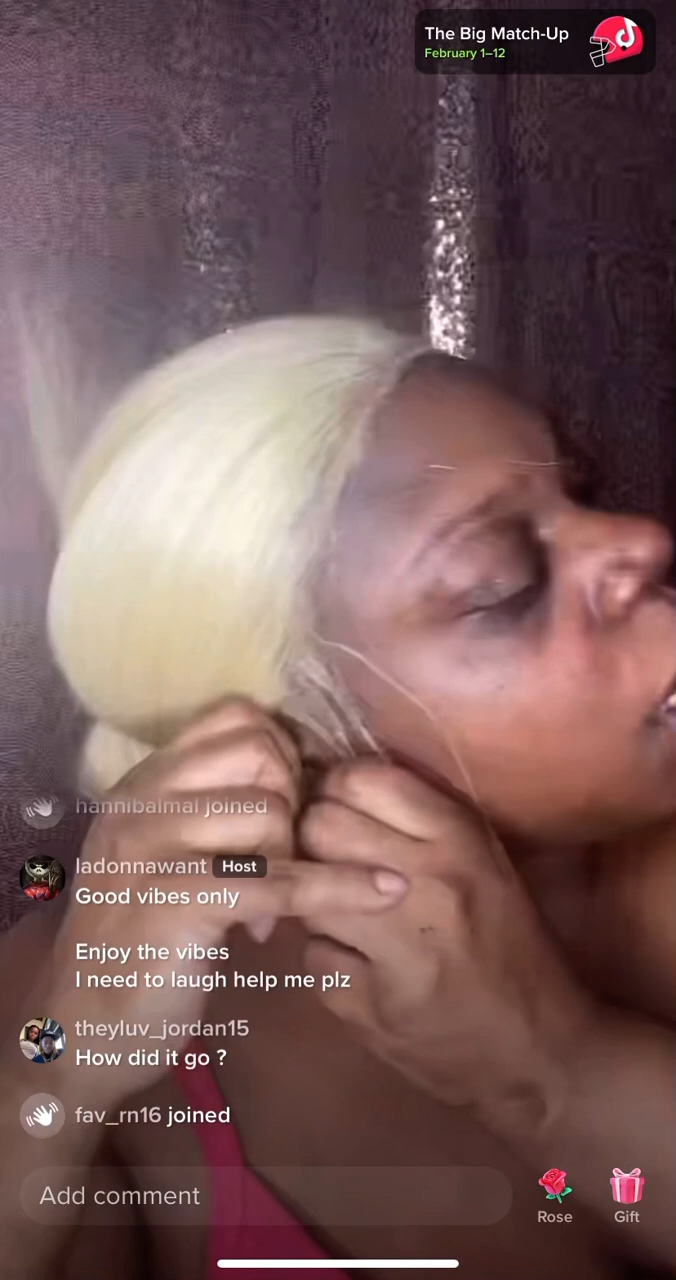 The Big Match-Up
February 1–12
hannibalmal joined
ladonnawant Host
Good vibes only
Enjoy the vibes
I need to laugh help me plz
theyluv_jordan15
How did it go ?
fav_rn16 joined
Add comment
Rose Gift